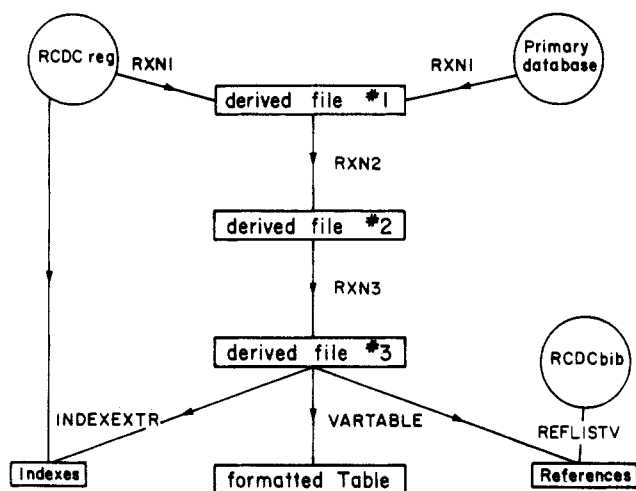 RCDC reg
Primary
database
RXN1
RXN1
derived file #1
RXN2
derived file #2
RXN3
derived file #3
RCDCbib
INDEXEXTR
VARTABLE
REFLISTV
Indexes
formatted Table
References